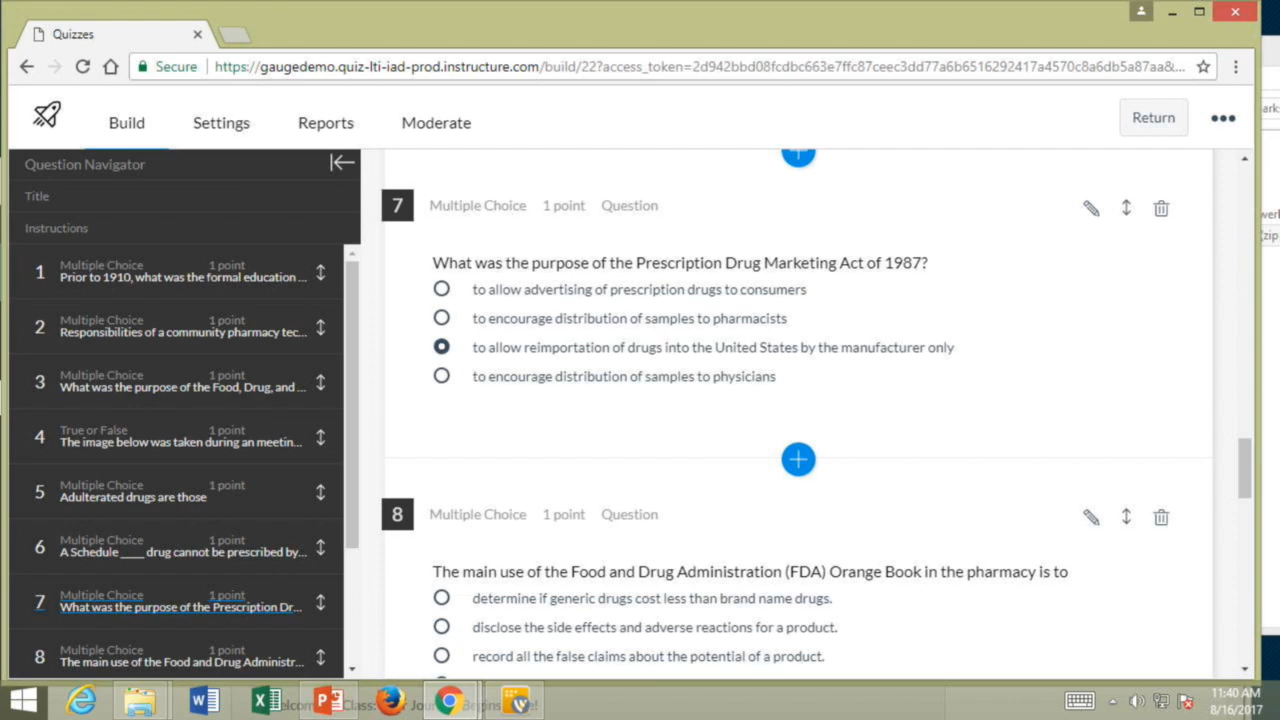 Quizzes
Secure
https://gaugedemo.quiz-lti-iad-prod.instructure.com/build/22?access_token=2d942bbd08fcdbc663e7ffc87ceec3dd77a6b6516292417a4570c8a6db5a87aa&...
Build Settings Reports Moderate Return
Question Navigator
Title
Instructions
1 Multiple Choice 1 point
Prior to 1910, what was the formal education ...
2 Multiple Choice 1 point
Responsibilities of a community pharmacy tec...
3 Multiple Choice 1 point
What was the purpose of the Food, Drug, and ...
4 True or False 1 point
The image below was taken during an meetin...
5 Multiple Choice 1 point
Adulterated drugs are those
6 Multiple Choice 1 point
A Schedule ____ drug cannot be prescribed by...
7 Multiple Choice 1 point
What was the purpose of the Prescription Dr...
8 Multiple Choice 1 point
The main use of the Food and Drug Administr...
7 Multiple Choice 1 point Question
What was the purpose of the Prescription Drug Marketing Act of 1987?
to allow advertising of prescription drugs to consumers
to encourage distribution of samples to pharmacists
to allow reimportation of drugs into the United States by the manufacturer only
to encourage distribution of samples to physicians
8 Multiple Choice 1 point Question
The main use of the Food and Drug Administration (FDA) Orange Book in the pharmacy is to
determine if generic drugs cost less than brand name drugs.
disclose the side effects and adverse reactions for a product.
record all the false claims about the potential of a product.
11:40 AM
8/16/2017